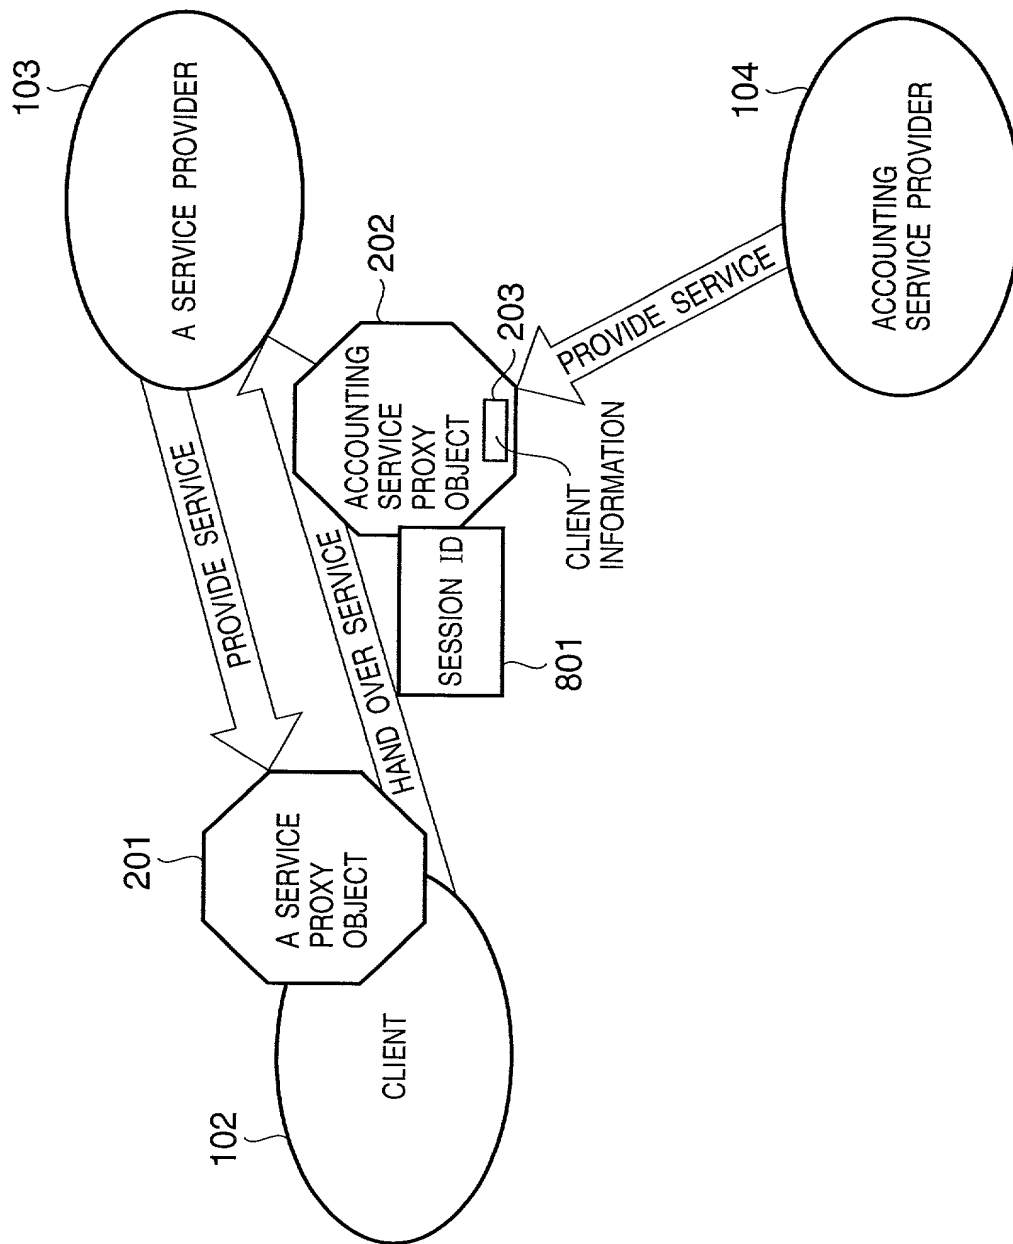 103
A SERVICE PROVIDER
PROVIDE SERVICE
201
A SERVICE
PROXY
OBJECT
102
CLIENT
HAND OVER SERVICE
202
ACCOUNTING
SERVICE
PROXY
OBJECT
203
CLIENT
INFORMATION
SESSION ID
801
PROVIDE SERVICE
104
ACCOUNTING
SERVICE PROVIDER